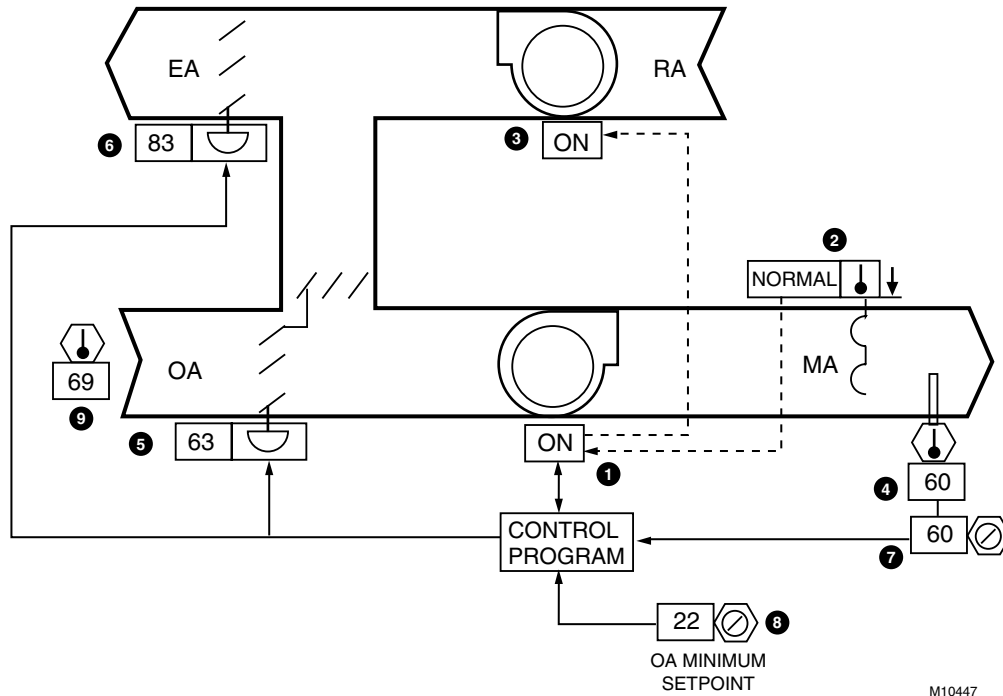 EA
RA
6
83
3
ON
2
NORMAL
69
9
OA
MA
5
63
ON
1
4
60
CONTROL
PROGRAM
60
7
22
8
OA MINIMUM
SETPOINT
M10447